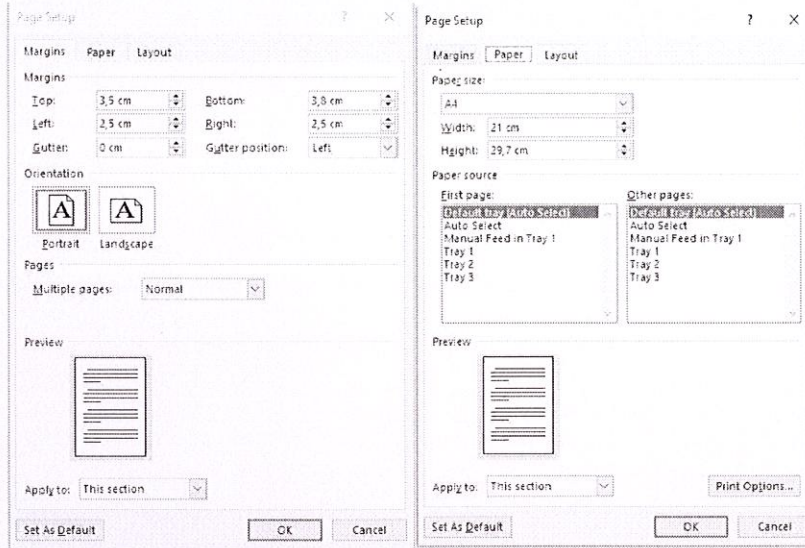 Page Setup ? ×
Margins Paper Layout
Margins
Top: 3,5 cm Bottom: 3,8 cm
Left: 2,5 cm Right: 2,5 cm
Gutter: 0 cm Gutter position: Left
Orientation
A A
Portrait Landscape
Pages
Multiple pages: Normal
Preview
Apply to: This section
Set As Default OK Cancel
Page Setup ? ×
Margins Paper Layout
Paper size:
A4
Width: 21 cm
Height: 29,7 cm
Paper source
First page: Other pages:
Default tray (Auto Select) Default tray (Auto Select)
Auto Select Auto Select
Manual Feed in Tray 1 Manual Feed in Tray 1
Tray 1 Tray 1
Tray 2 Tray 2
Tray 3 Tray 3
Preview
Apply to: This section Print Options...
Set As Default OK Cancel